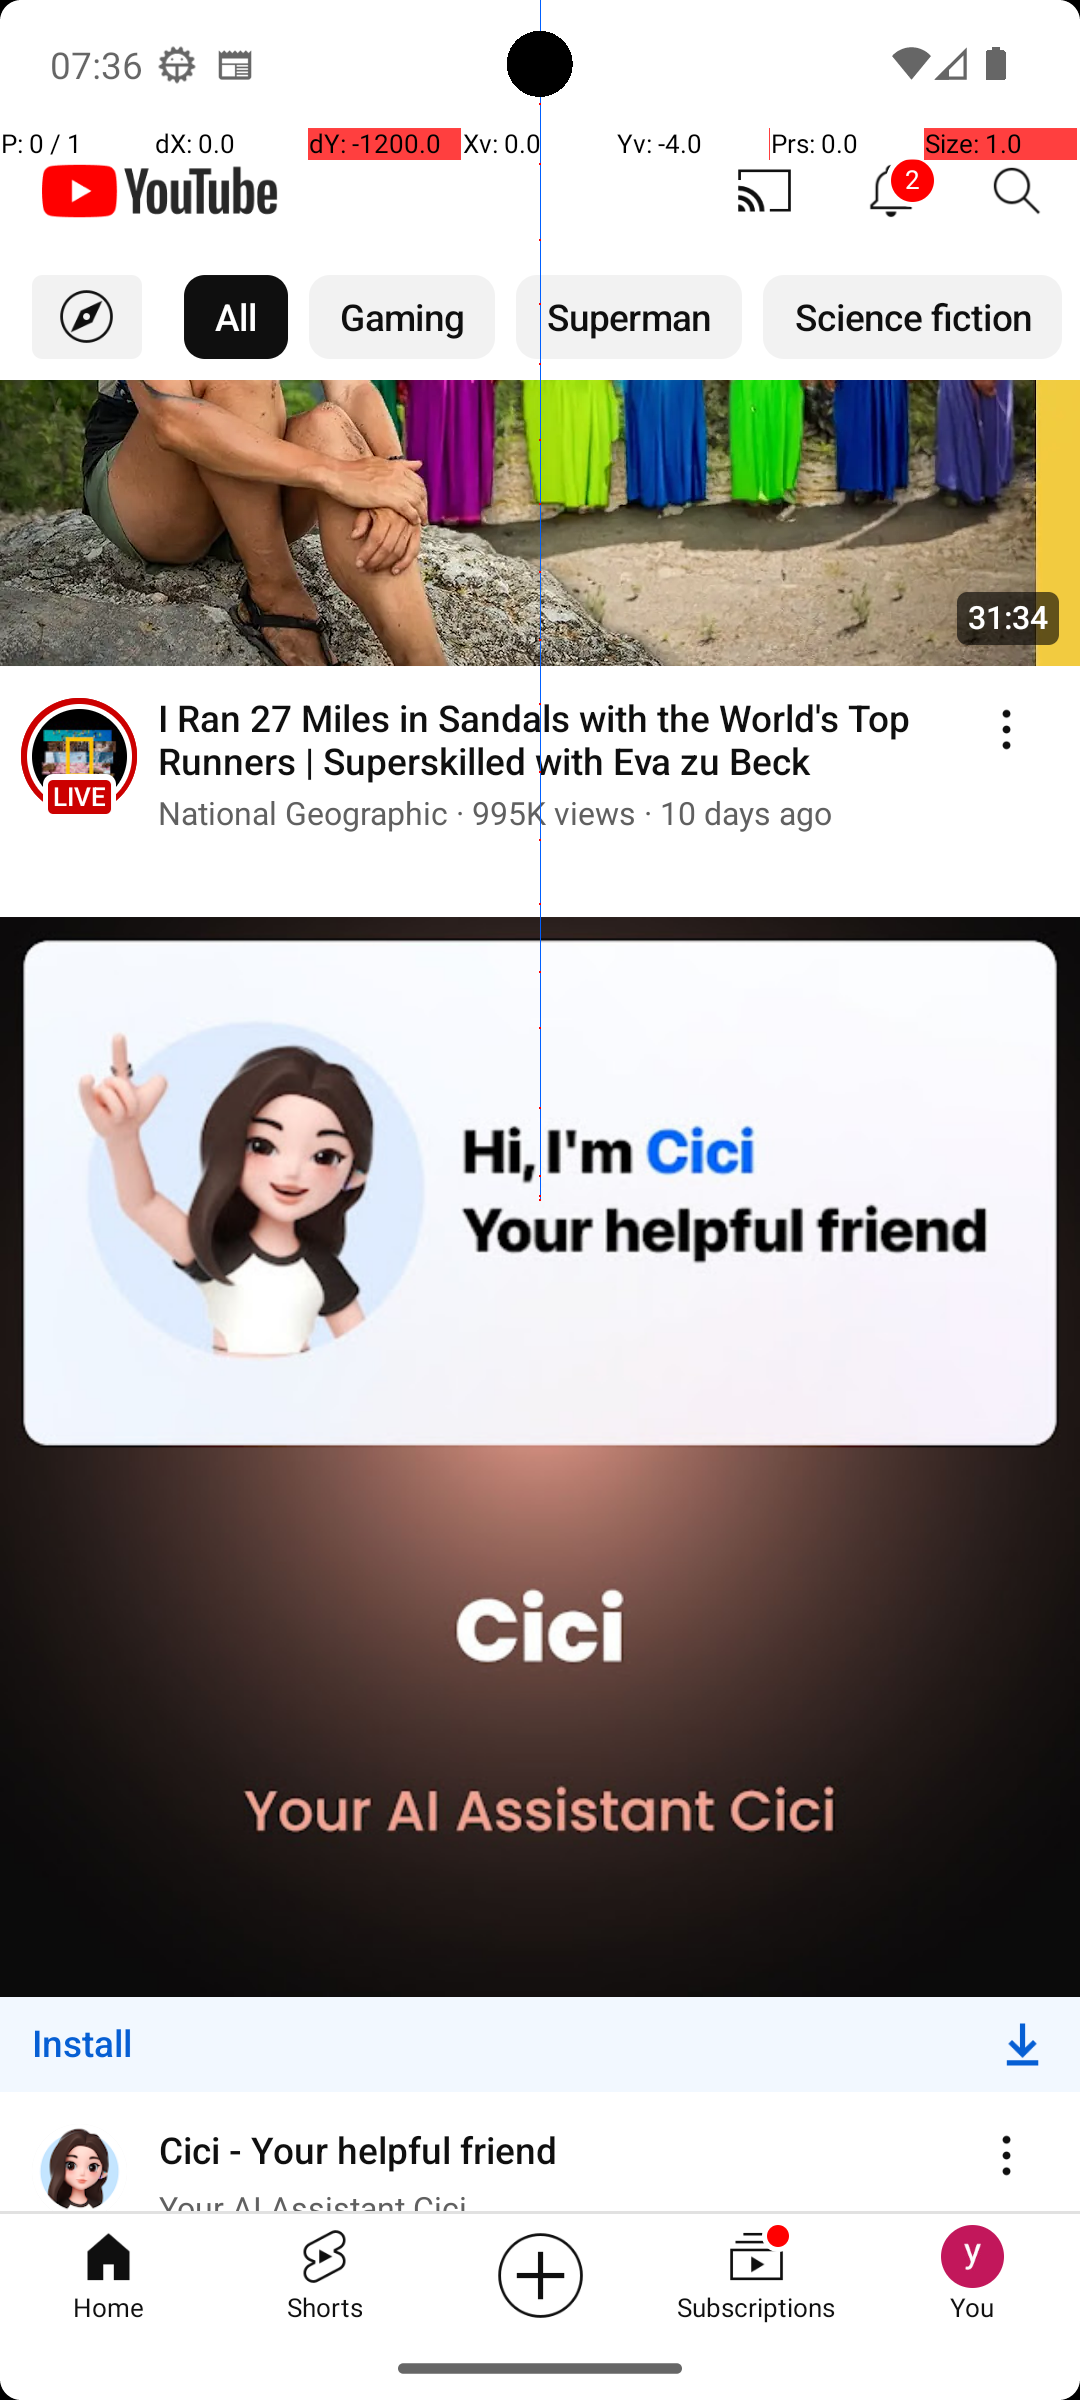 07:36
P: 0 / 1 dX: 0.0 dY: -1200.0 Xv: 0.0 Yv: -4.0 Prs: 0.0 Size: 1.0
YouTube 2
All Gaming Superman Science fiction
31:34
I Ran 27 Miles in Sandals with the World's Top
Runners | Superskilled with Eva zu Beck
LIVE
National Geographic · 995K views · 10 days ago
Hi, I'm Cici
Your helpful friend
Cici
Your AI Assistant Cici
Install
Cici - Your helpful friend
Your AI Assistant Cici
y
Home Shorts Subscriptions You